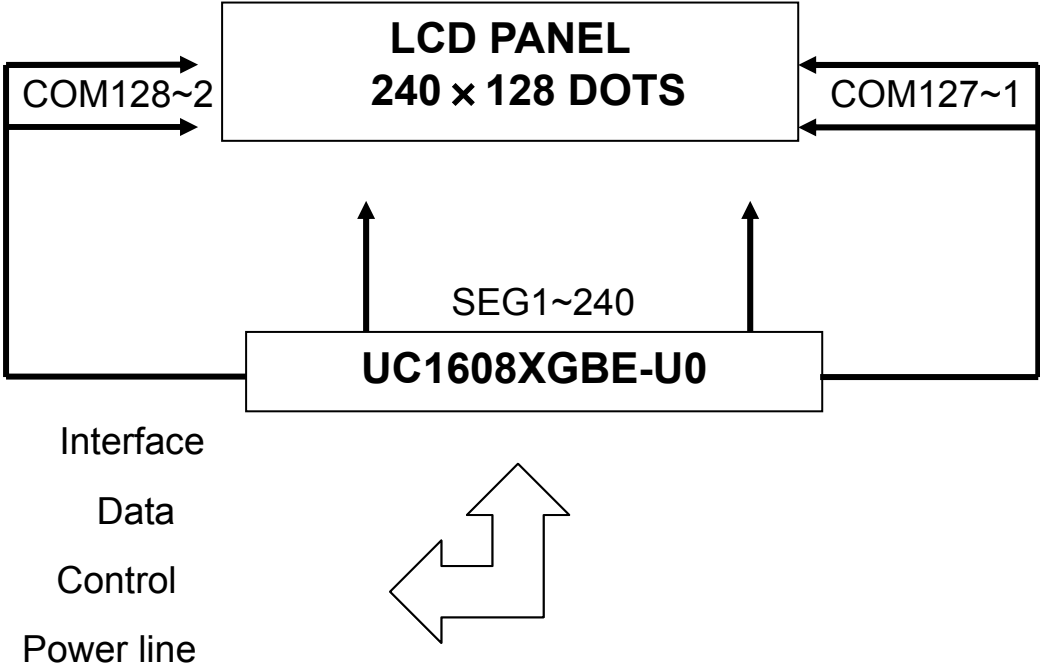 LCD PANEL
240 × 128 DOTS
COM128~2
COM127~1
SEG1~240
UC1608XGBE-U0
Interface
Data
Control
Power line